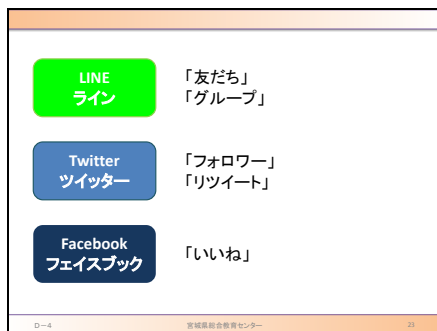 LINE
ライン
「友だち」
「グループ」
Twitter
ツイッター
「フォロワー」
「リツイート」
Facebook
フェイスブック
「いいね」
D－4
宮城県総合教育センター
23